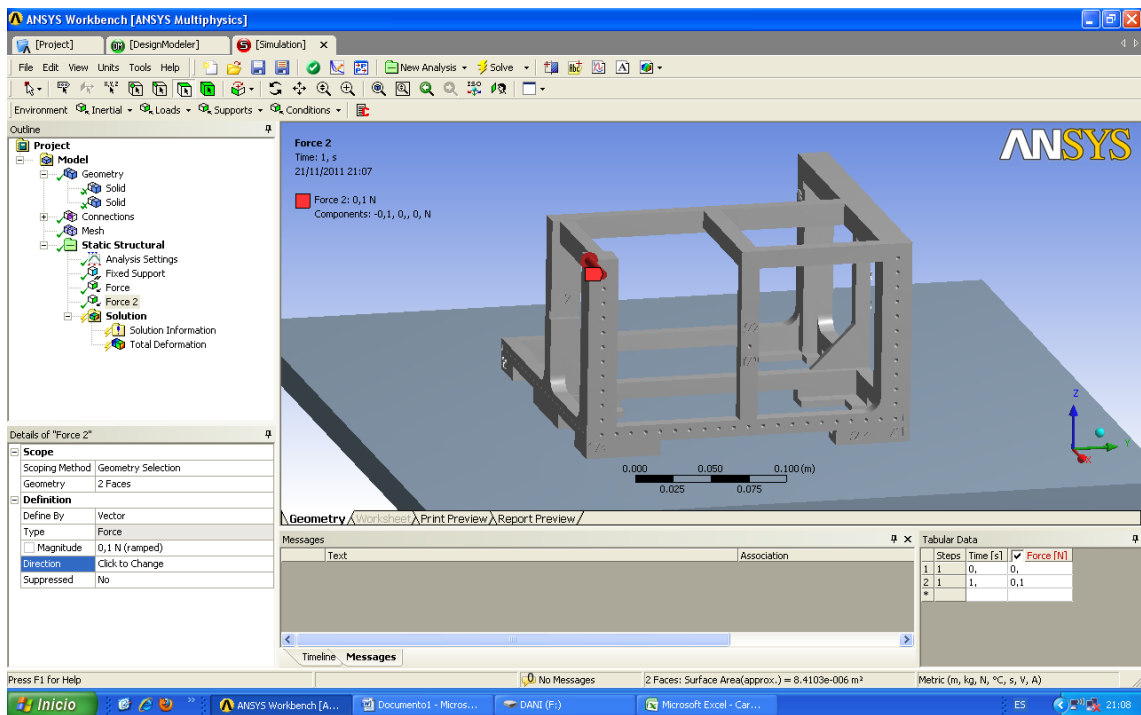 ANSYS Workbench [ANSYS Multiphysics]
[Project] [DesignModeler] [Simulation]
File Edit View Units Tools Help New Analysis Solve
Environment Inertial Loads Supports Conditions
Outline
Project
Model
Geometry
Solid
Solid
Connections
Mesh
Static Structural
Analysis Settings
Fixed Support
Force
Force 2
Solution
Solution Information
Total Deformation
Force 2
Time: 1, s
21/11/2011 21:07
Force 2: 0,1 N
Components: -0,1, 0,, 0, N
ANSYS
Z
Y
X
0.000 0.050 0.100 (m)
0.025 0.075
Details of "Force 2"
Scope
Scoping Method Geometry Selection
Geometry 2 Faces
Definition
Define By Vector
Type Force
Magnitude 0,1 N (ramped)
Direction Click to Change
Suppressed No
Geometry Worksheet Print Preview Report Preview
Messages
Text Association
Timeline Messages
Tabular Data
Steps Time [s] Force [N]
1 1 0, 0,
2 1 1, 0,1
*
Press F1 for Help No Messages 2 Faces: Surface Area(approx.) = 8.4103e-006 m² Metric (m, kg, N, °C, s, V, A)
Inicio ANSYS Workbench [A... Documento1 - Micros... DANI (F:) Microsoft Excel - Car... ES 21:08